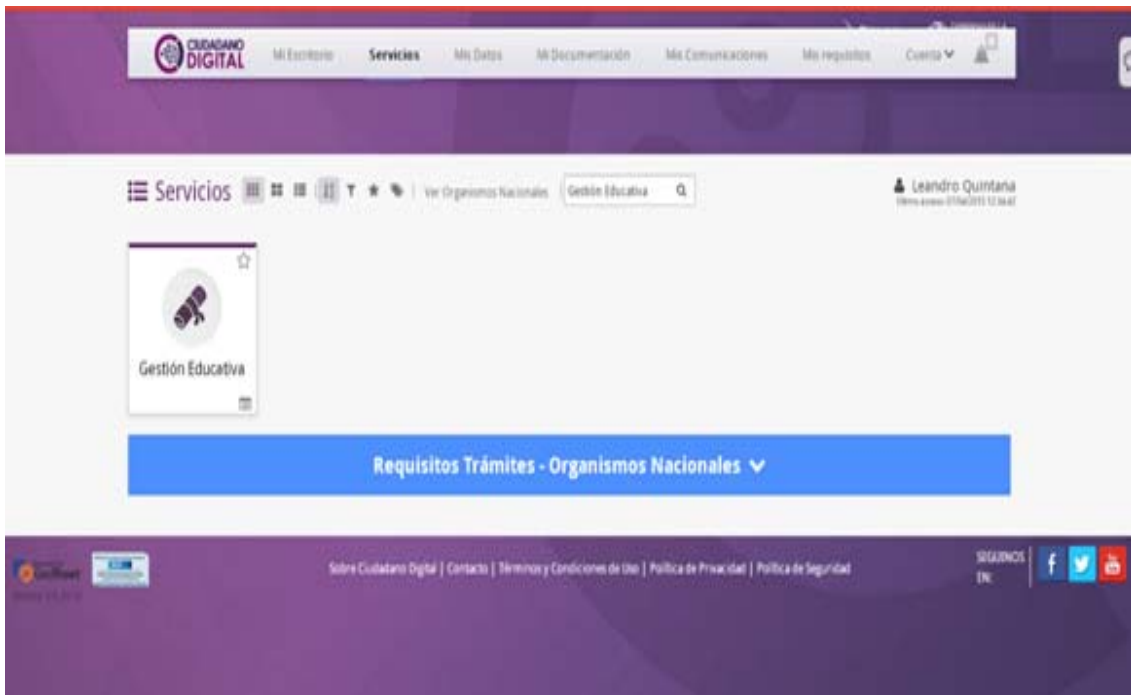 CIUDADANO
DIGITAL
Mi Escritorio Servicios Mis Datos Mi Documentación Mis Comunicaciones Mis requisitos Cuenta
Servicios Ver Organismos Nacionales Gestión Educativa
Leandro Quintana
Gestión Educativa
Requisitos Trámites - Organismos Nacionales
Sobre Ciudadano Digital | Contacto | Términos y Condiciones de Uso | Política de Privacidad | Política de Seguridad
SEGUINOS
EN: